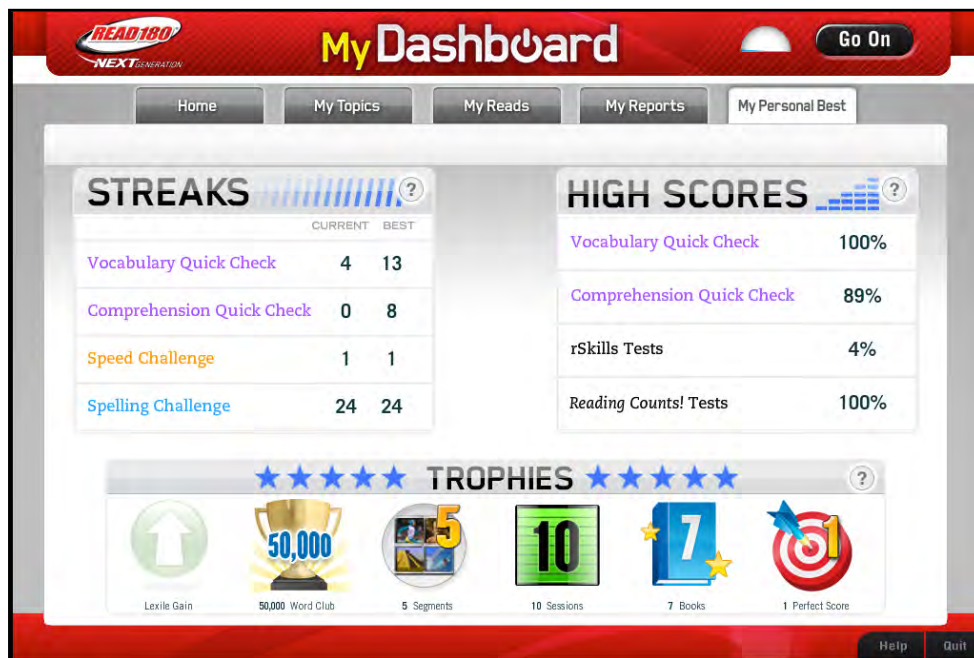 READ180
NEXT GENERATION
My Dashboard
Go On
Home
My Topics
My Reads
My Reports
My Personal Best
STREAKS
?
CURRENT BEST
Vocabulary Quick Check 4 13
Comprehension Quick Check 0 8
Speed Challenge 1 1
Spelling Challenge 24 24
HIGH SCORES
?
Vocabulary Quick Check 100%
Comprehension Quick Check 89%
rSkills Tests 4%
Reading Counts! Tests 100%
TROPHIES
?
50,000
5
10
7
1
Lexile Gain
50,000 Word Club
5 Segments
10 Sessions
7 Books
1 Perfect Score
Help
Quit